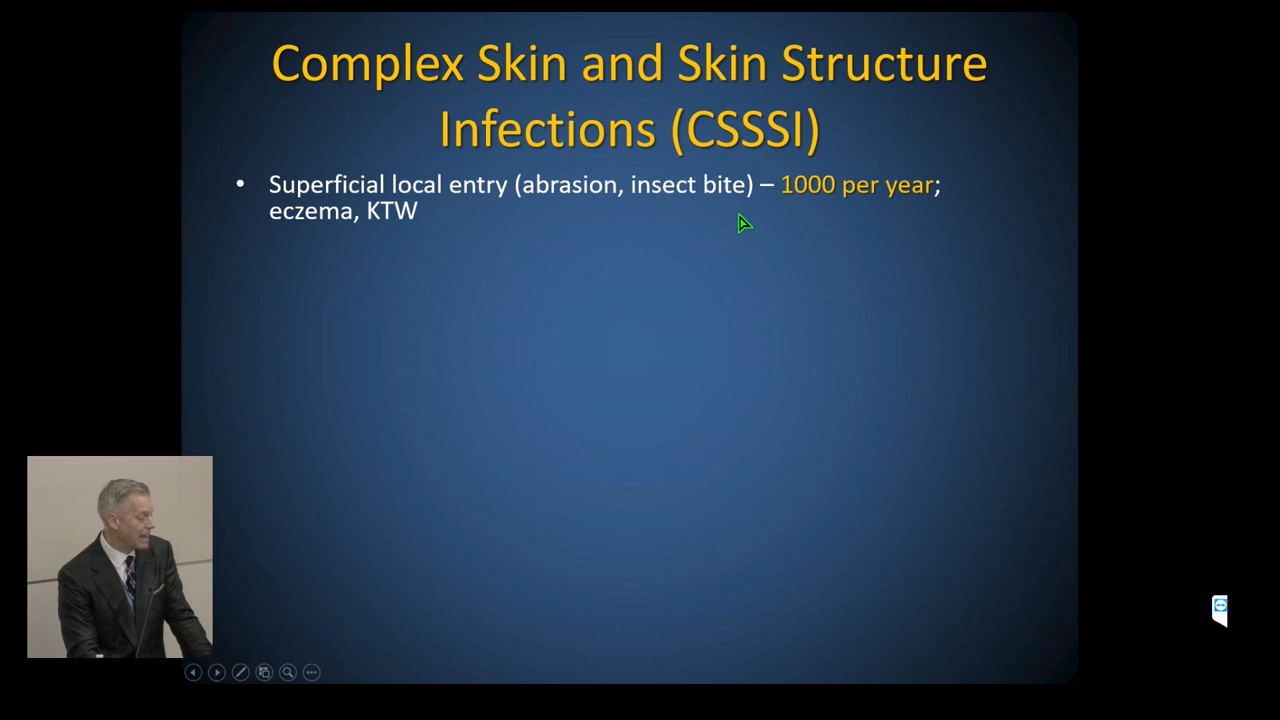 Complex Skin and Skin Structure
Infections (CSSSI)
• Superficial local entry (abrasion, insect bite) – 1000 per year;
eczema, KTW